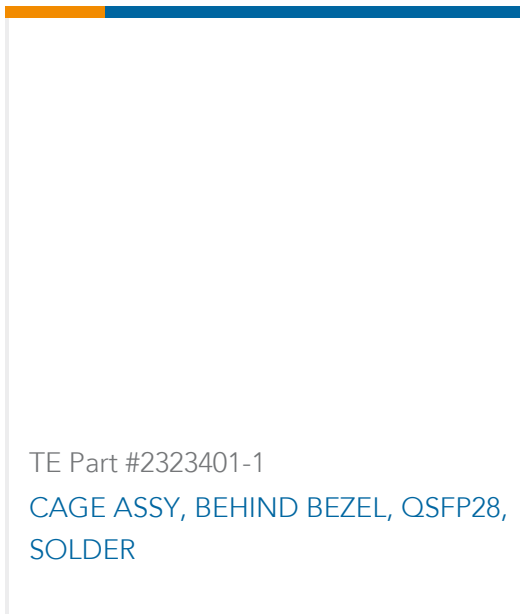 TE Part #2323401-1
CAGE ASSY, BEHIND BEZEL, QSFP28,
SOLDER